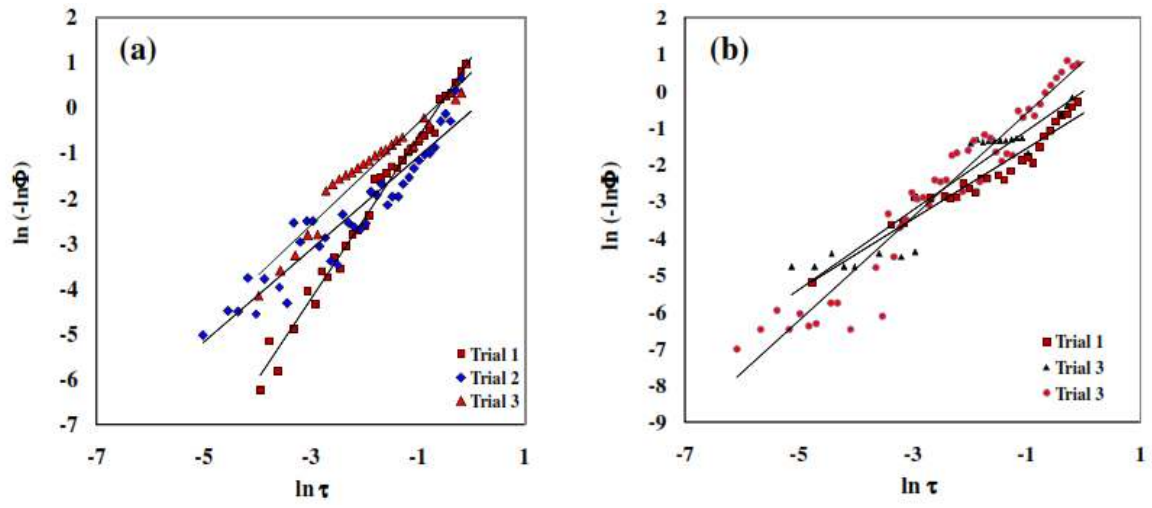 (a)
2
1
0
-1
-2
-3
-4
-5
-6
-7
ln (-lnΦ)
-7 -5 -3 -1 1
ln τ
Trial 1
Trial 2
Trial 3
(b)
2
1
0
-1
-2
-3
-4
-5
-6
-7
-8
-9
ln (-lnΦ)
-7 -5 -3 -1 1
ln τ
Trial 1
Trial 3
Trial 3